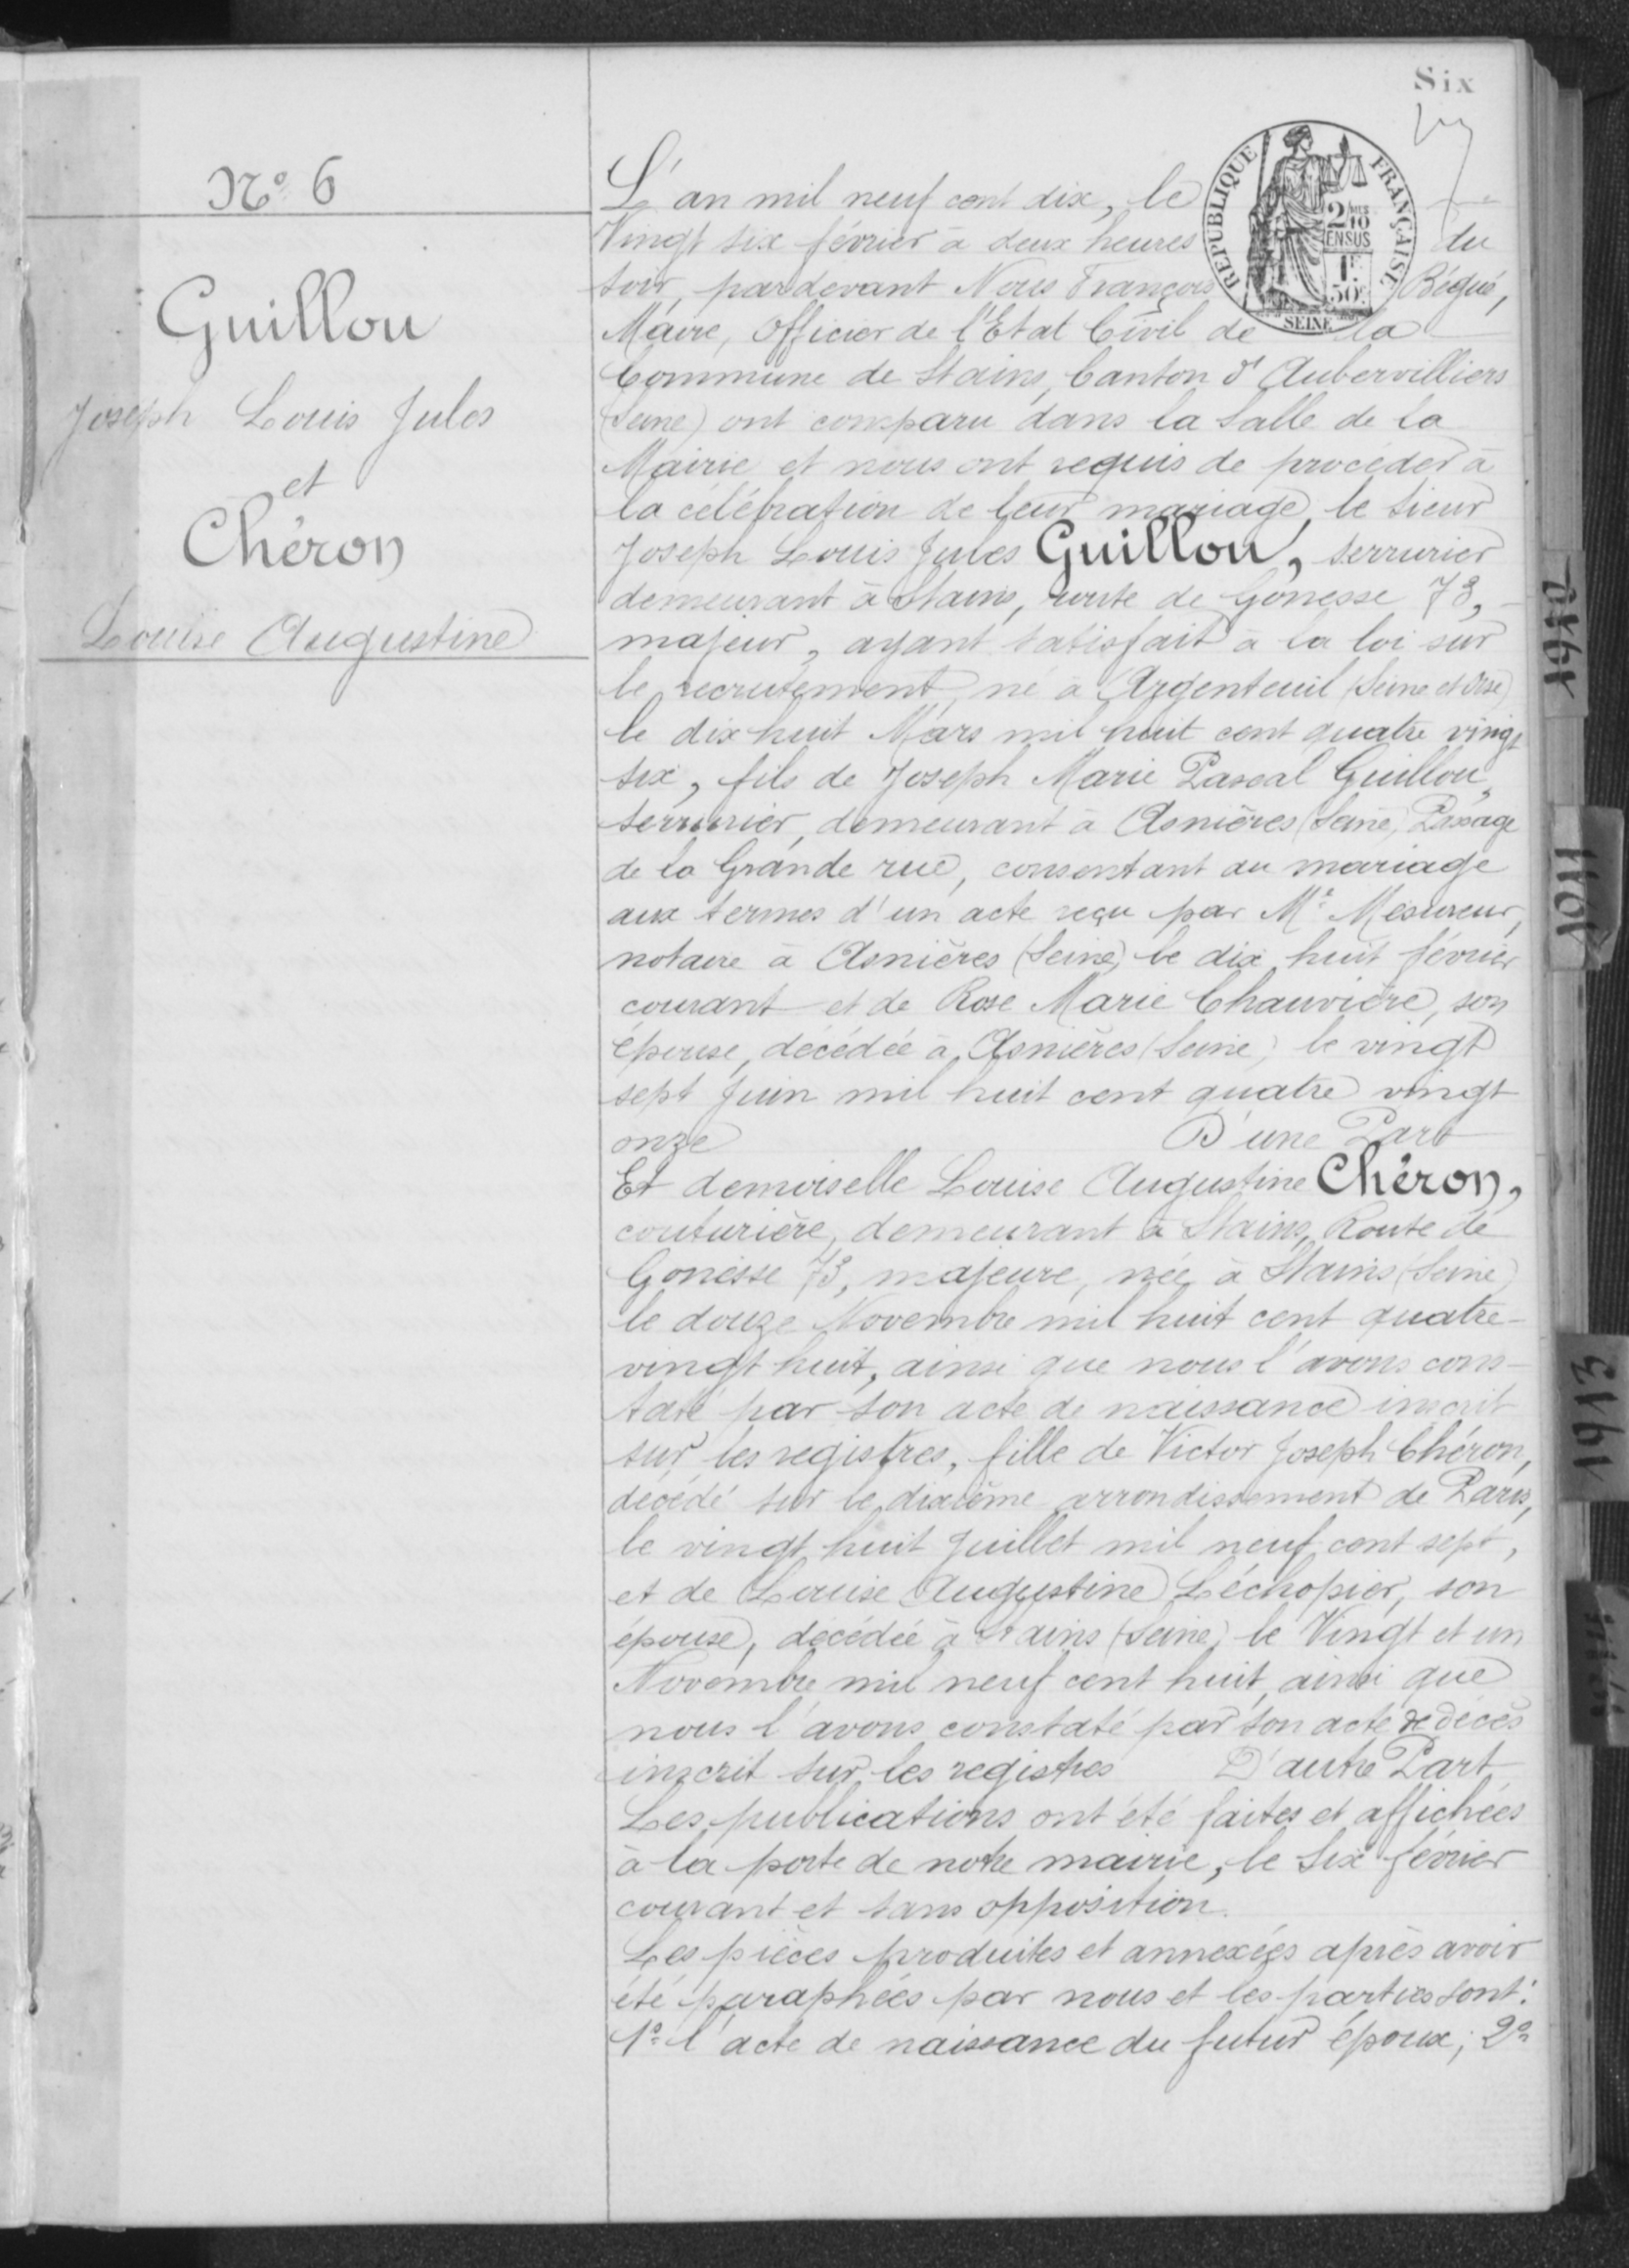 Six
N° 6
Guillou
Joseph Louis Jules
et
Chéron
Louise Augustine
L'an mil neuf cent dix, le
Vingt six février à deux heures du
soir, pardevant Nous François Bégué,
Maire, Officier de l'Etat Civil de la
Commune de Stains, Canton d'Aubervilliers
(Seine) ont comparu dans la salle de la
Mairie et nous ont requis de procéder à
la célébration de leur mariage, le sieur
Joseph Louis Jules Guillou, serrurier
demeurant à Stains, route de Gonesse 73,
majeur, ayant satisfait à la loi sur
le recrutement, né à Argenteuil (Seine et Oise)
le dix huit Mars mil huit cent quatre vingt
six, fils de Joseph Marie Pascal Guillou,
serrurier, demeurant à Asnières (Seine) Passage
de la Grande rue, consentant au mariage
aux termes d'un acte reçu par Me Mesureur,
notaire à Asnières (Seine) le dix huit février
courant et de Rose Marie Chauvière, son
épouse, décédée à Asnières (Seine) le vingt
sept Juin mil huit cent quatre vingt
onze D'une Part
Et demoiselle Louise Augustine Chéron,
couturière, demeurant à Stains, Route de
Gonesse 73, majeure, née à Stains (Seine)
le douze Novembre mil huit cent quatre-
vingt huit, ainsi que nous l'avons cons-
taté par son acte de naissance inscrit
sur les registres, fille de Victor Joseph Chéron,
décédé sur le dixième arrondissement de Paris,
le vingt huit Juillet mil neuf cent sept,
et de Louise Augustine Léchopier, son
épouse, décédée à Stains (Seine) le Vingt et un
Novembre mil neuf cent huit, ainsi que
nous l'avons constaté par son acte de décès
inscrit sur les registres D'autre Part
Les publications ont été faites et affichées
à la porte de notre mairie, le six février
courant et sans opposition.
Les pièces produites et annexées après avoir
été paraphées par nous et les parties sont:
1° l'acte de naissance du futur époux; 2°
RÉPUBLIQUE FRANÇAISE
2/10
EN SUS
1F
50c
SEINE
1911
1913